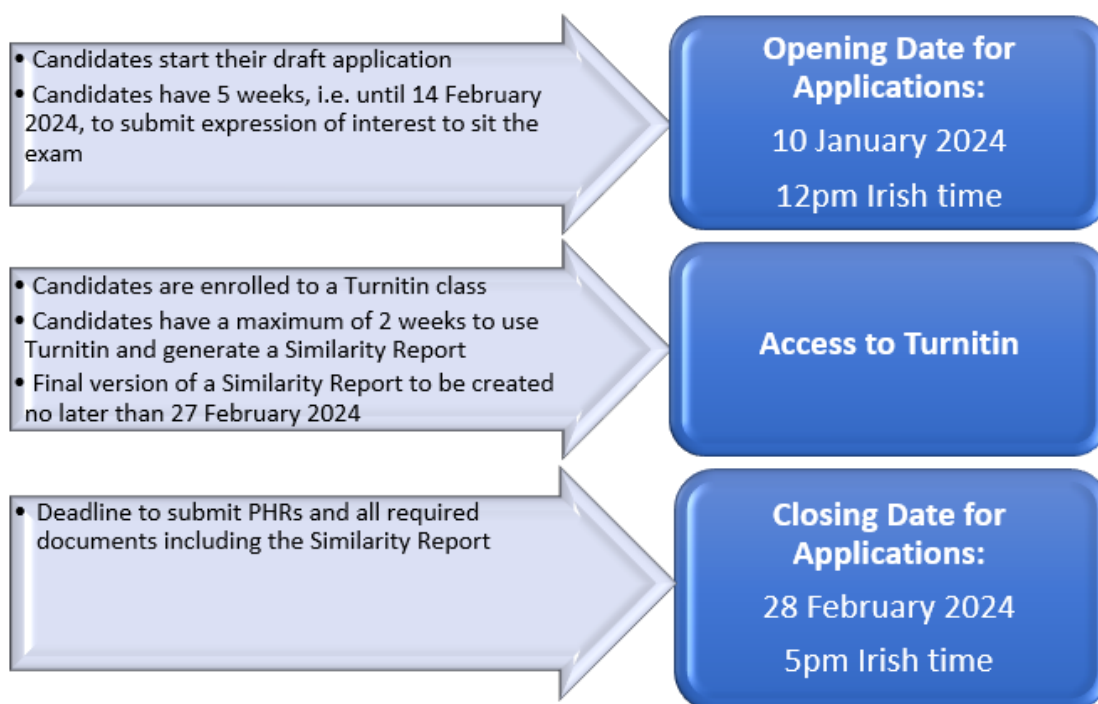 • Candidates start their draft application
• Candidates have 5 weeks, i.e. until 14 February
2024, to submit expression of interest to sit the
exam
Opening Date for
Applications:
10 January 2024
12pm Irish time
• Candidates are enrolled to a Turnitin class
• Candidates have a maximum of 2 weeks to use
Turnitin and generate a Similarity Report
• Final version of a Similarity Report to be created
no later than 27 February 2024
Access to Turnitin
• Deadline to submit PHRs and all required
documents including the Similarity Report
Closing Date for
Applications:
28 February 2024
5pm Irish time